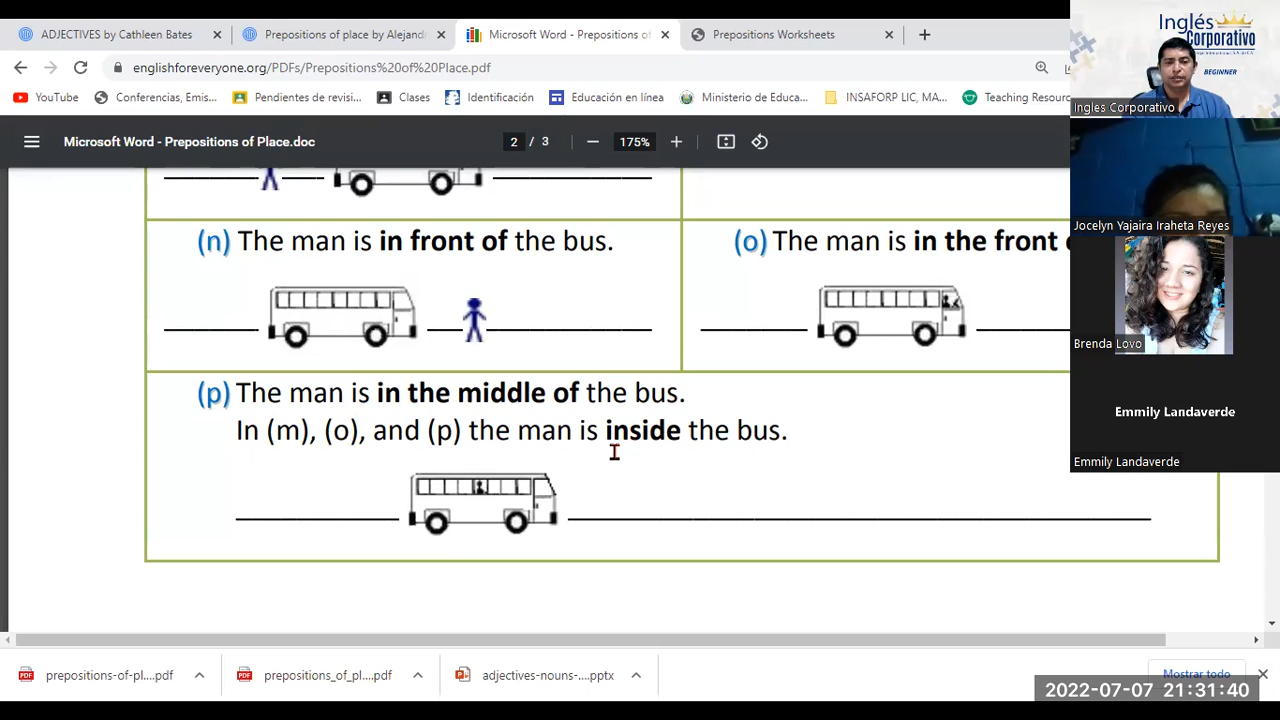 ADJECTIVES by Cathleen Bates
Prepositions of place by Alejand
Microsoft Word - Prepositions of
Prepositions Worksheets
englishforeveryone.org/PDFs/Prepositions%20of%20Place.pdf
YouTube
Conferencias, Emis...
Pendientes de revisi...
Clases
Identificación
Educación en línea
Ministerio de Educa...
INSAFORP LIC, MA...
Teaching Resourc
Microsoft Word - Prepositions of Place.doc
2 / 3
175%
(n) The man is in front of the bus.
(o) The man is in the front
(p) The man is in the middle of the bus.
In (m), (o), and (p) the man is inside the bus.
Inglés
Corporativo
BEGINNER
Ingles Corporativo
Jocelyn Yajaira Iraheta Reyes
Brenda Lovo
Emmily Landaverde
Emmily Landaverde
prepositions-of-pl....pdf
prepositions_of_pl....pdf
adjectives-nouns-....pptx
Mostrar todo
2022-07-07 21:31:40